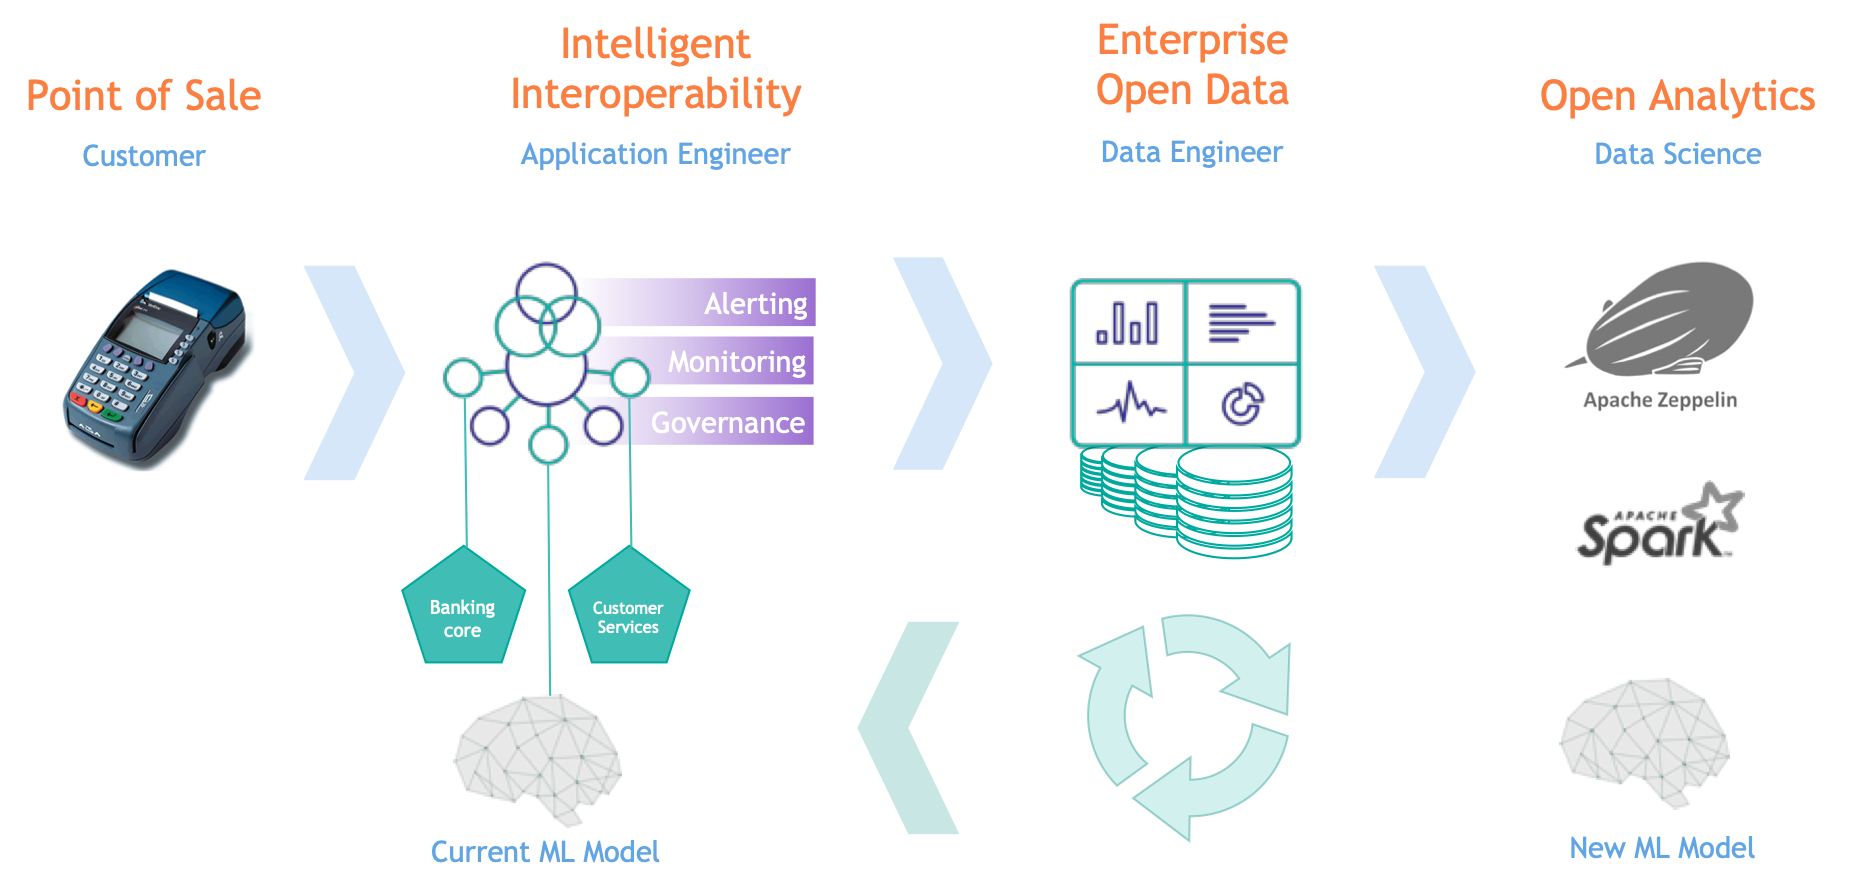 Point of Sale
Customer
Intelligent
Interoperability
Application Engineer
Enterprise
Open Data
Data Engineer
Open Analytics
Data Science
Alerting
Monitoring
Governance
Banking
core
Customer
Services
Current ML Model
Apache Zeppelin
APACHE
Spark
New ML Model